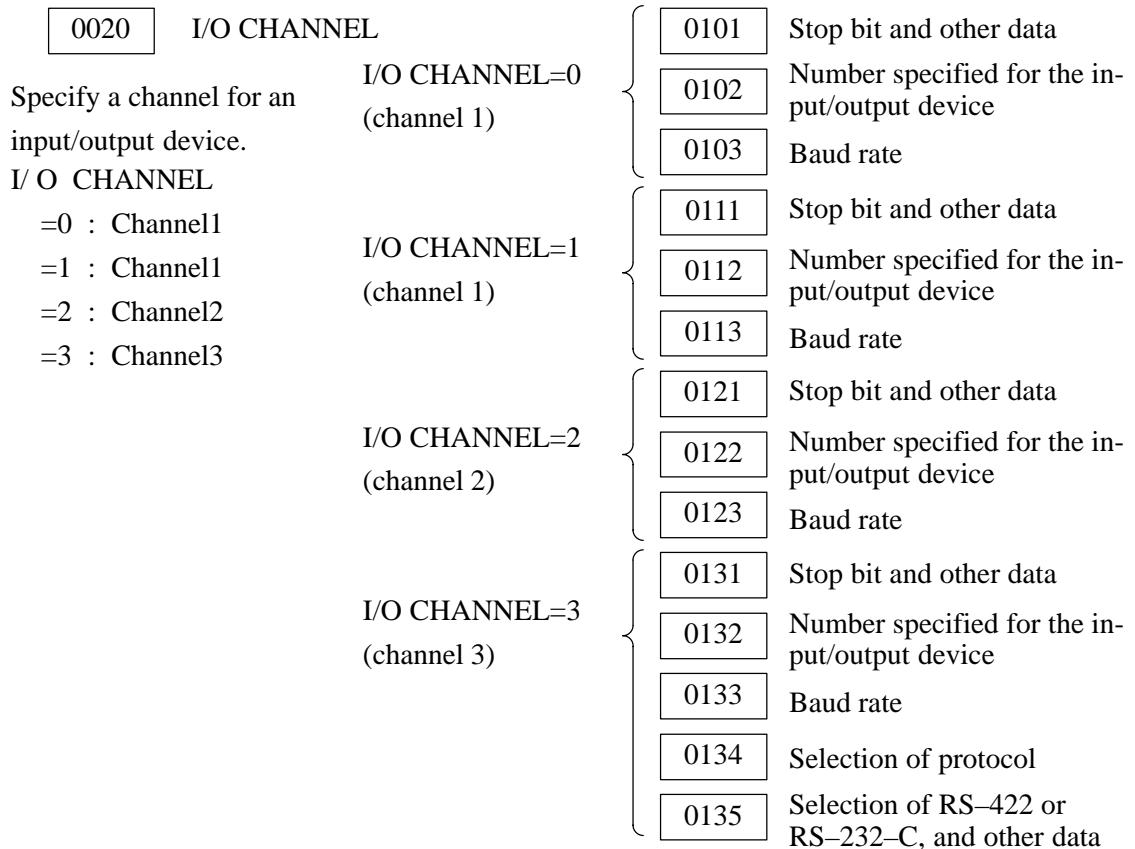 0020 I/O CHANNEL
Specify a channel for an
input/output device.
I/ O CHANNEL
=0 : Channel1
=1 : Channel1
=2 : Channel2
=3 : Channel3
I/O CHANNEL=0
(channel 1)
0101 Stop bit and other data
0102 Number specified for the in-
put/output device
0103 Baud rate
I/O CHANNEL=1
(channel 1)
0111 Stop bit and other data
0112 Number specified for the in-
put/output device
0113 Baud rate
I/O CHANNEL=2
(channel 2)
0121 Stop bit and other data
0122 Number specified for the in-
put/output device
0123 Baud rate
I/O CHANNEL=3
(channel 3)
0131 Stop bit and other data
0132 Number specified for the in-
put/output device
0133 Baud rate
0134 Selection of protocol
0135 Selection of RS–422 or
RS–232–C, and other data